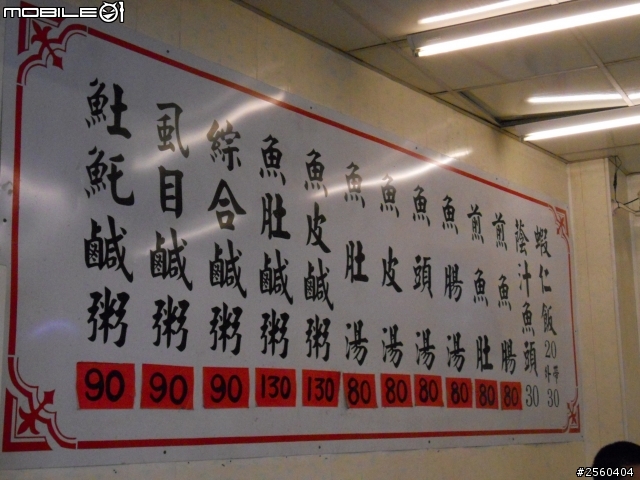 MOBILE01
魠魠鹹粥 90
虱目鹹粥 90
綜合鹹粥 90
魚肚鹹粥 130
魚皮鹹粥 130
魚肚湯 80
魚皮湯 80
魚頭湯 80
魚腸湯 80
煎魚肚 80
煎魚腸 80
蔭汁魚頭 30
蝦仁飯 20 外帶 30
#2560404